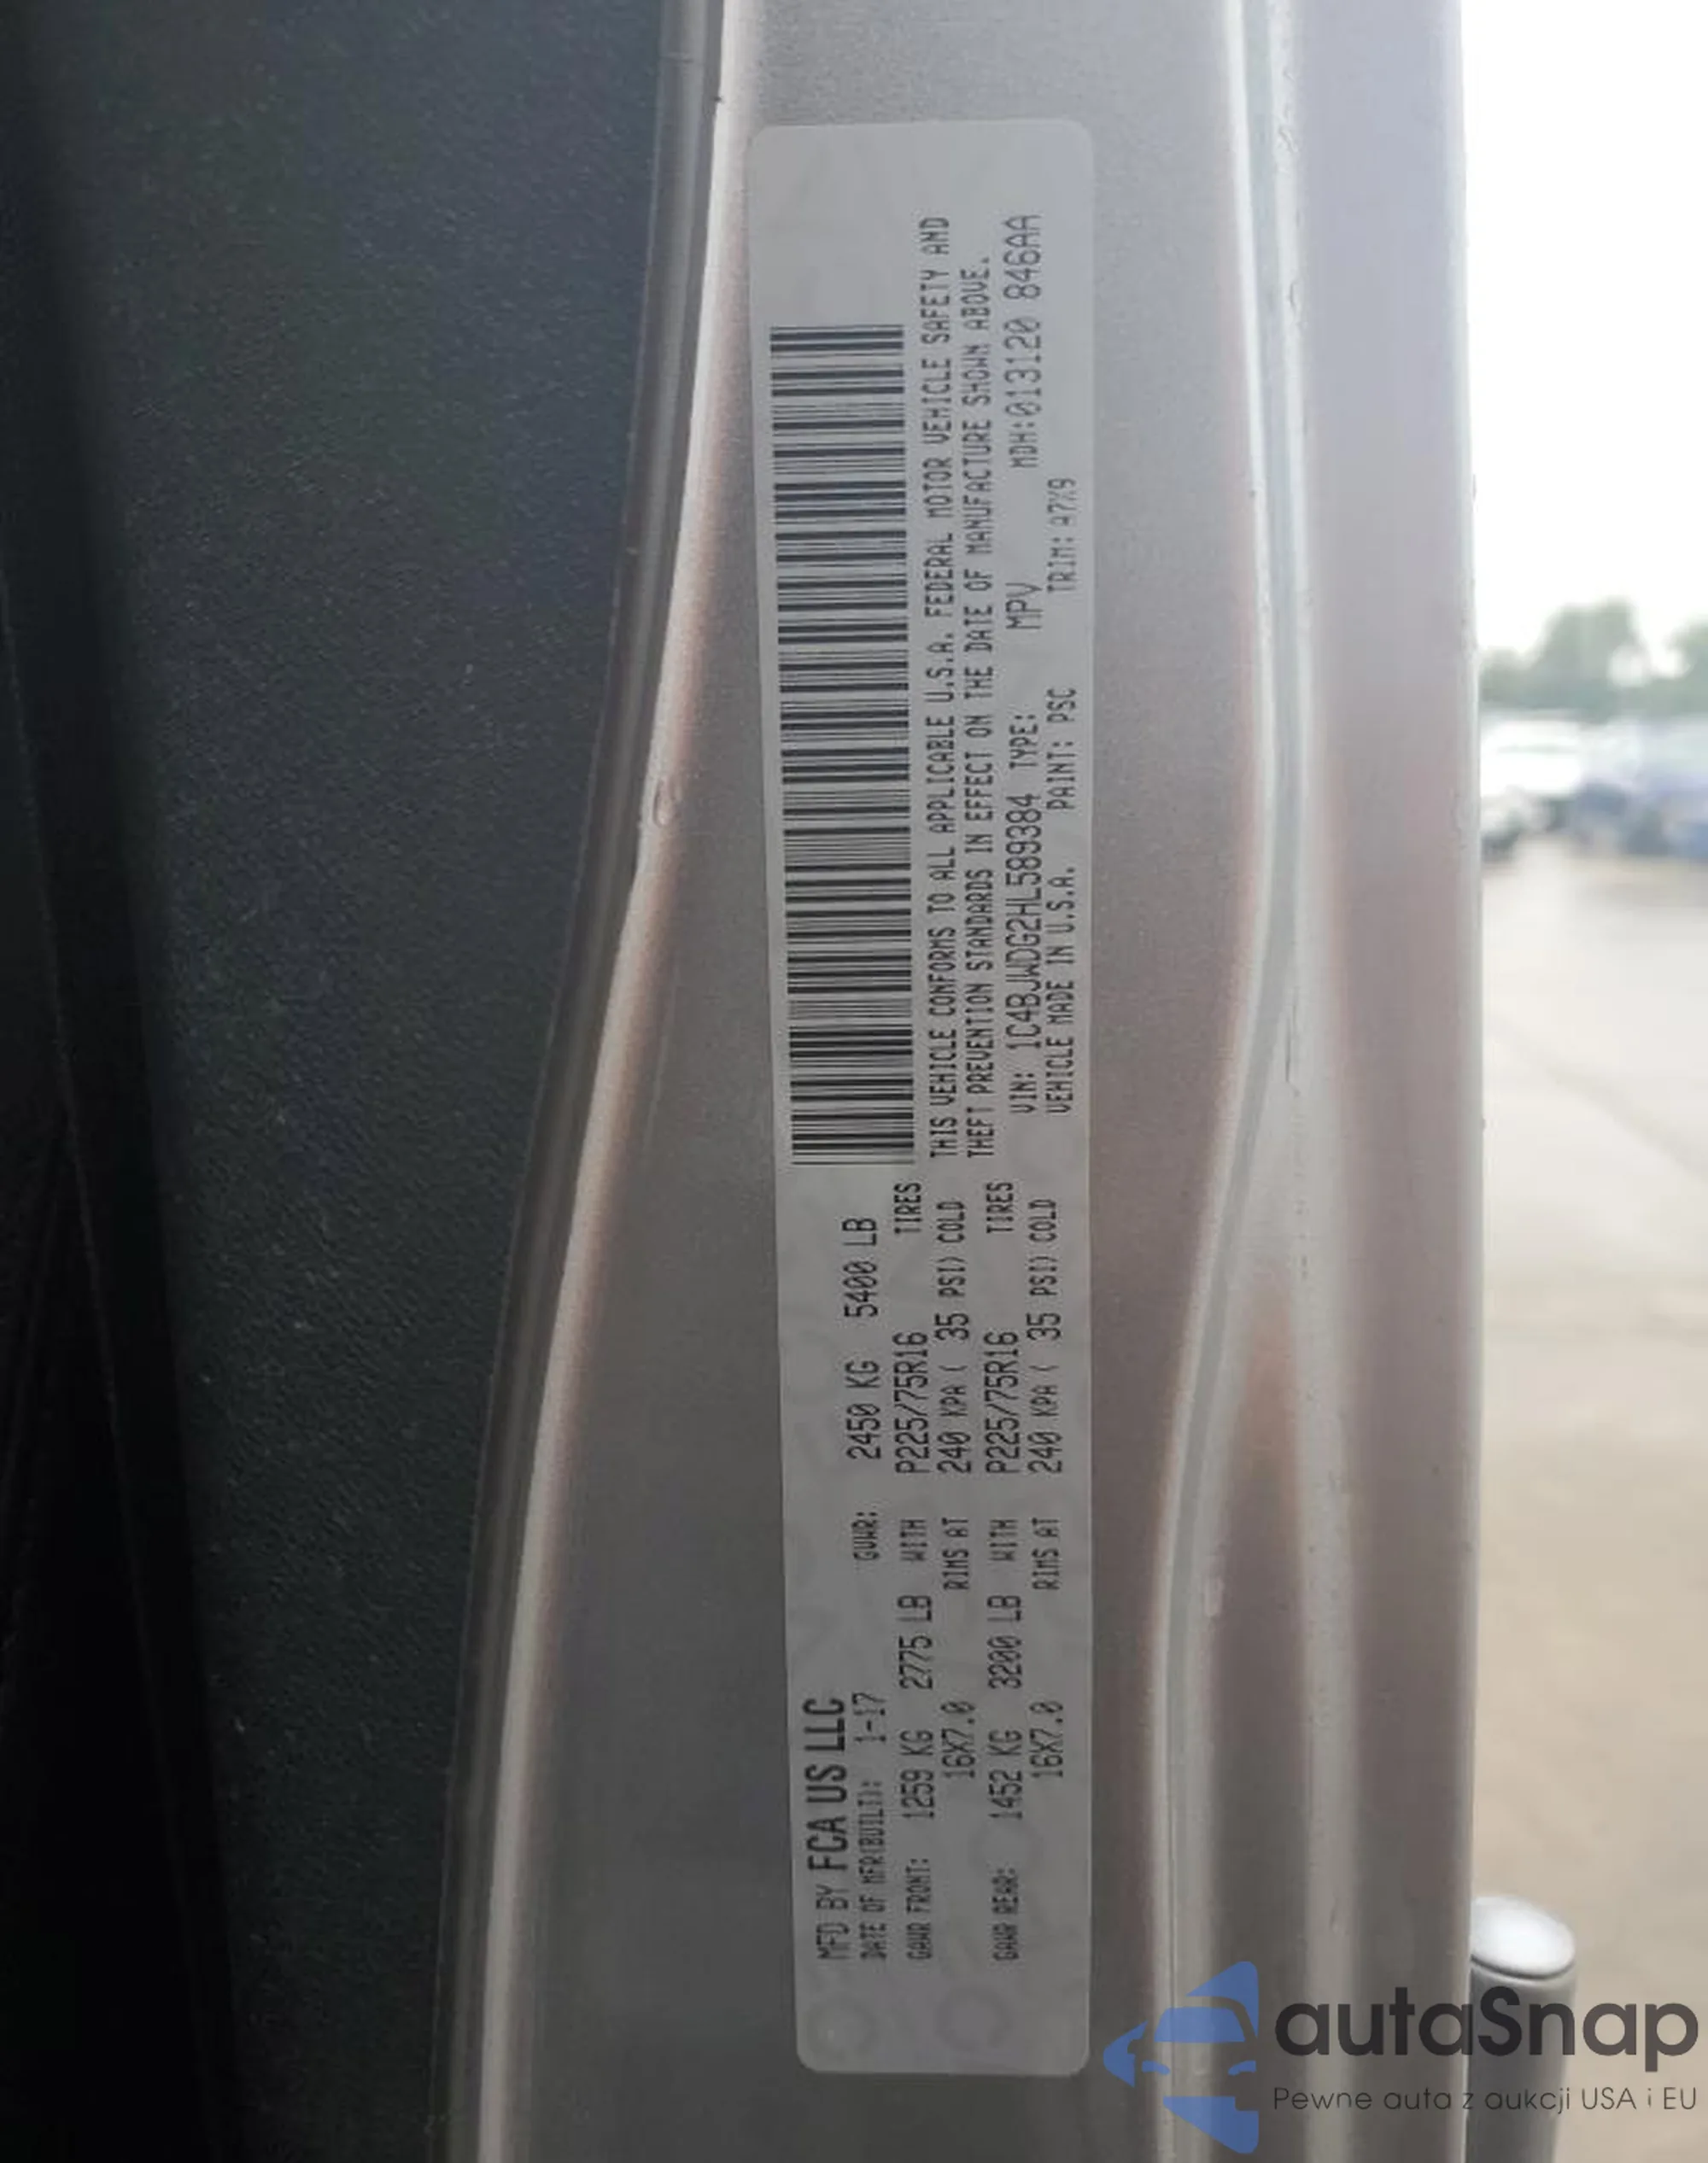 MFD BY FCA US LLC
DATE OF MFR(BUILT): 1-17 GVWR: 2450 KG 5400 LB
GAWR FRONT: 1259 KG 2775 LB WITH P225/75R16 TIRES
16X7.0 RIMS AT 240 KPA ( 35 PSI) COLD
GAWR REAR: 1452 KG 3200 LB WITH P225/75R16 TIRES
16X7.0 RIMS AT 240 KPA ( 35 PSI) COLD
THIS VEHICLE CONFORMS TO ALL APPLICABLE U.S.A. FEDERAL MOTOR VEHICLE SAFETY AND
THEFT PREVENTION STANDARDS IN EFFECT ON THE DATE OF MANUFACTURE SHOWN ABOVE.
VIN: 1C4BJWDG2HL589384 TYPE: MPV MDH:013120 846AA
VEHICLE MADE IN U.S.A. PAINT: PSC TRIM: A7X9
autaSnap
Pewne auta z aukcji USA i EU